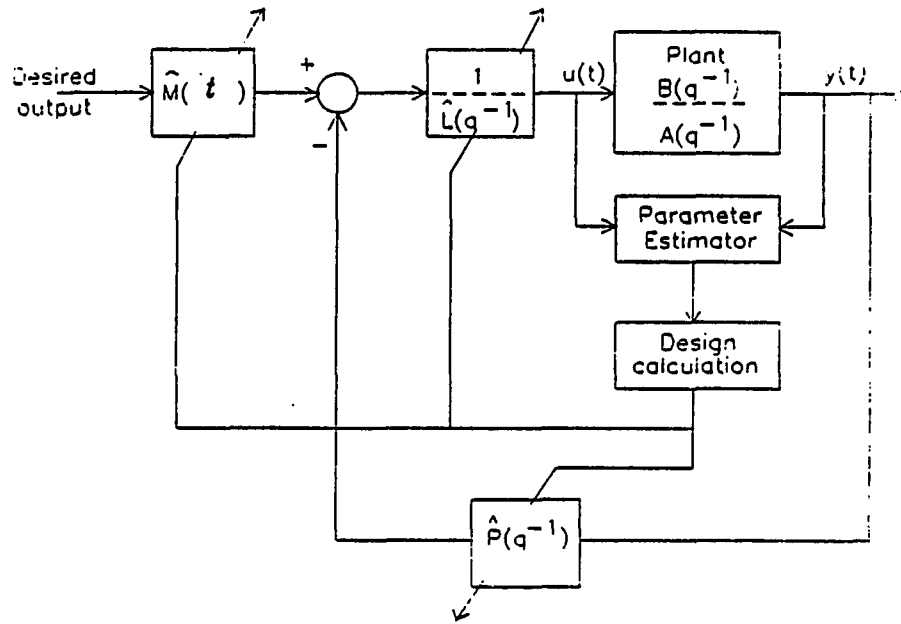 Desired
output
M̂( t )
+
−
1
L̂(q⁻¹)
u(t)
Plant
B(q⁻¹)
A(q⁻¹)
y(t)
Parameter
Estimator
Design
calculation
P̂(q⁻¹)